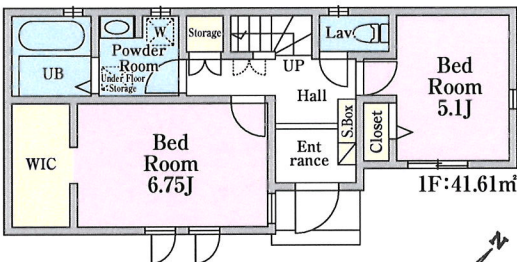 W
Storage
Lav
Powder
Room
UP
UB
Under Floor
Storage
Hall
Bed
Room
5.1J
S.Box
Closet
WIC
Bed
Room
6.75J
Ent
rance
1F:41.61㎡
N